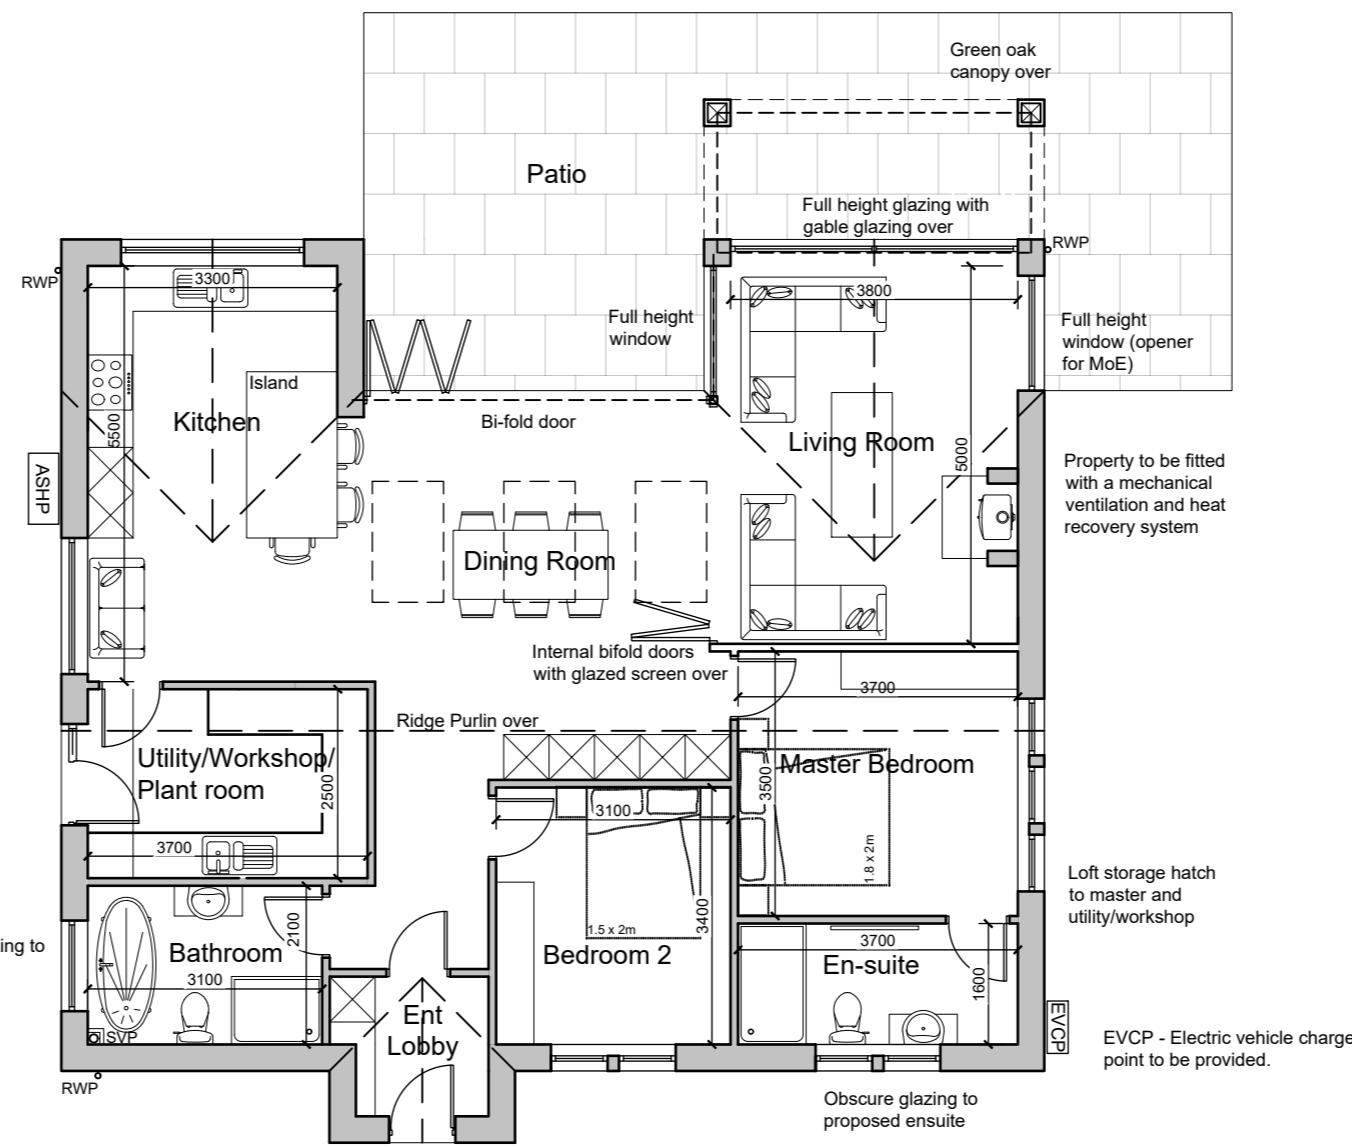 Green oak
canopy over
Patio
Full height glazing with
gable glazing over
RWP
RWP
3300
3800
Full height
window
Full height
window (opener
for MoE)
Island
Kitchen
5500
Bi-fold door
Living Room
5000
ASHP
Property to be fitted
with a mechanical
ventilation and heat
recovery system
Dining Room
Internal bifold doors
with glazed screen over
3700
Ridge Purlin over
Utility/Workshop/
Plant room
2500
3700
Master Bedroom
3500
1.8 x 2m
3100
3400
1.5 x 2m
Bedroom 2
Loft storage hatch
to master and
utility/workshop
ing to
Bathroom
2100
3100
SVP
3700
En-suite
1600
Ent
Lobby
EVCP
EVCP - Electric vehicle charge
point to be provided.
RWP
Obscure glazing to
proposed ensuite